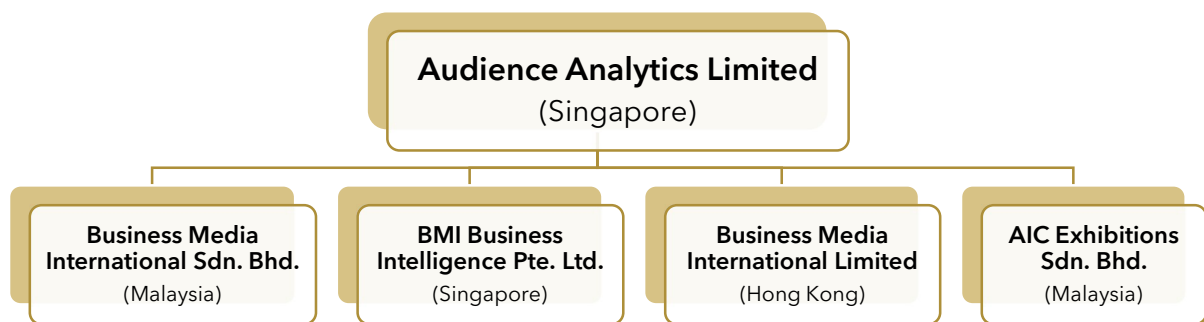 Audience Analytics Limited
(Singapore)
Business Media
International Sdn. Bhd.
(Malaysia)
BMI Business
Intelligence Pte. Ltd.
(Singapore)
Business Media
International Limited
(Hong Kong)
AIC Exhibitions
Sdn. Bhd.
(Malaysia)